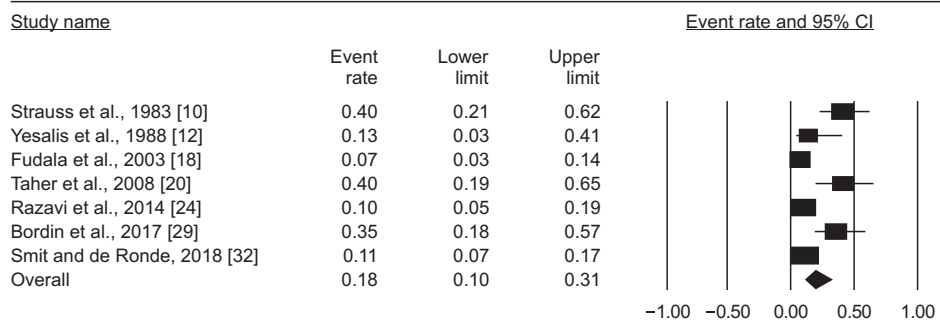 Study name Event rate and 95% CI
Event rate Lower limit Upper limit
Strauss et al., 1983 [10] 0.40 0.21 0.62
Yesalis et al., 1988 [12] 0.13 0.03 0.41
Fudala et al., 2003 [18] 0.07 0.03 0.14
Taher et al., 2008 [20] 0.40 0.19 0.65
Razavi et al., 2014 [24] 0.10 0.05 0.19
Bordin et al., 2017 [29] 0.35 0.18 0.57
Smit and de Ronde, 2018 [32] 0.11 0.07 0.17
Overall 0.18 0.10 0.31
−1.00 −0.50 0.00 0.50 1.00